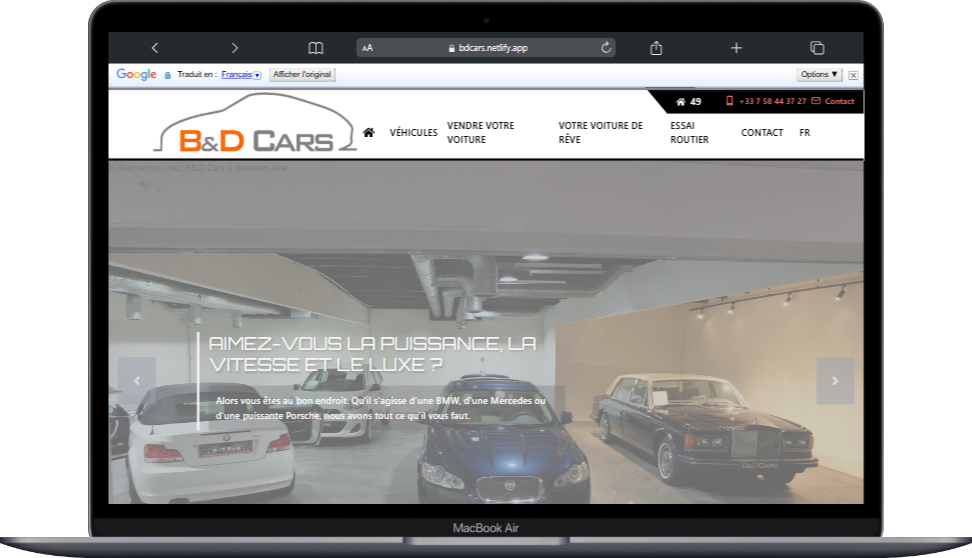 AA bdcars.netlify.app
Google Traduit en : Français Afficher l'original Options ▼
49 +33 7 58 44 37 27 Contact
B&D CARS
VÉHICULES
VENDRE VOTRE
VOITURE
VOTRE VOITURE DE
RÊVE
ESSAI
ROUTIER
CONTACT
FR
Bienvenue chez B&D Cars à
AIMEZ-VOUS LA PUISSANCE, LA
VITESSE ET LE LUXE ?
Alors vous êtes au bon endroit. Qu'il s'agisse d'une BMW, d'une Mercedes ou
d'une puissante Porsche, nous avons tout ce qu'il vous faut.
B&D CARS
MacBook Air